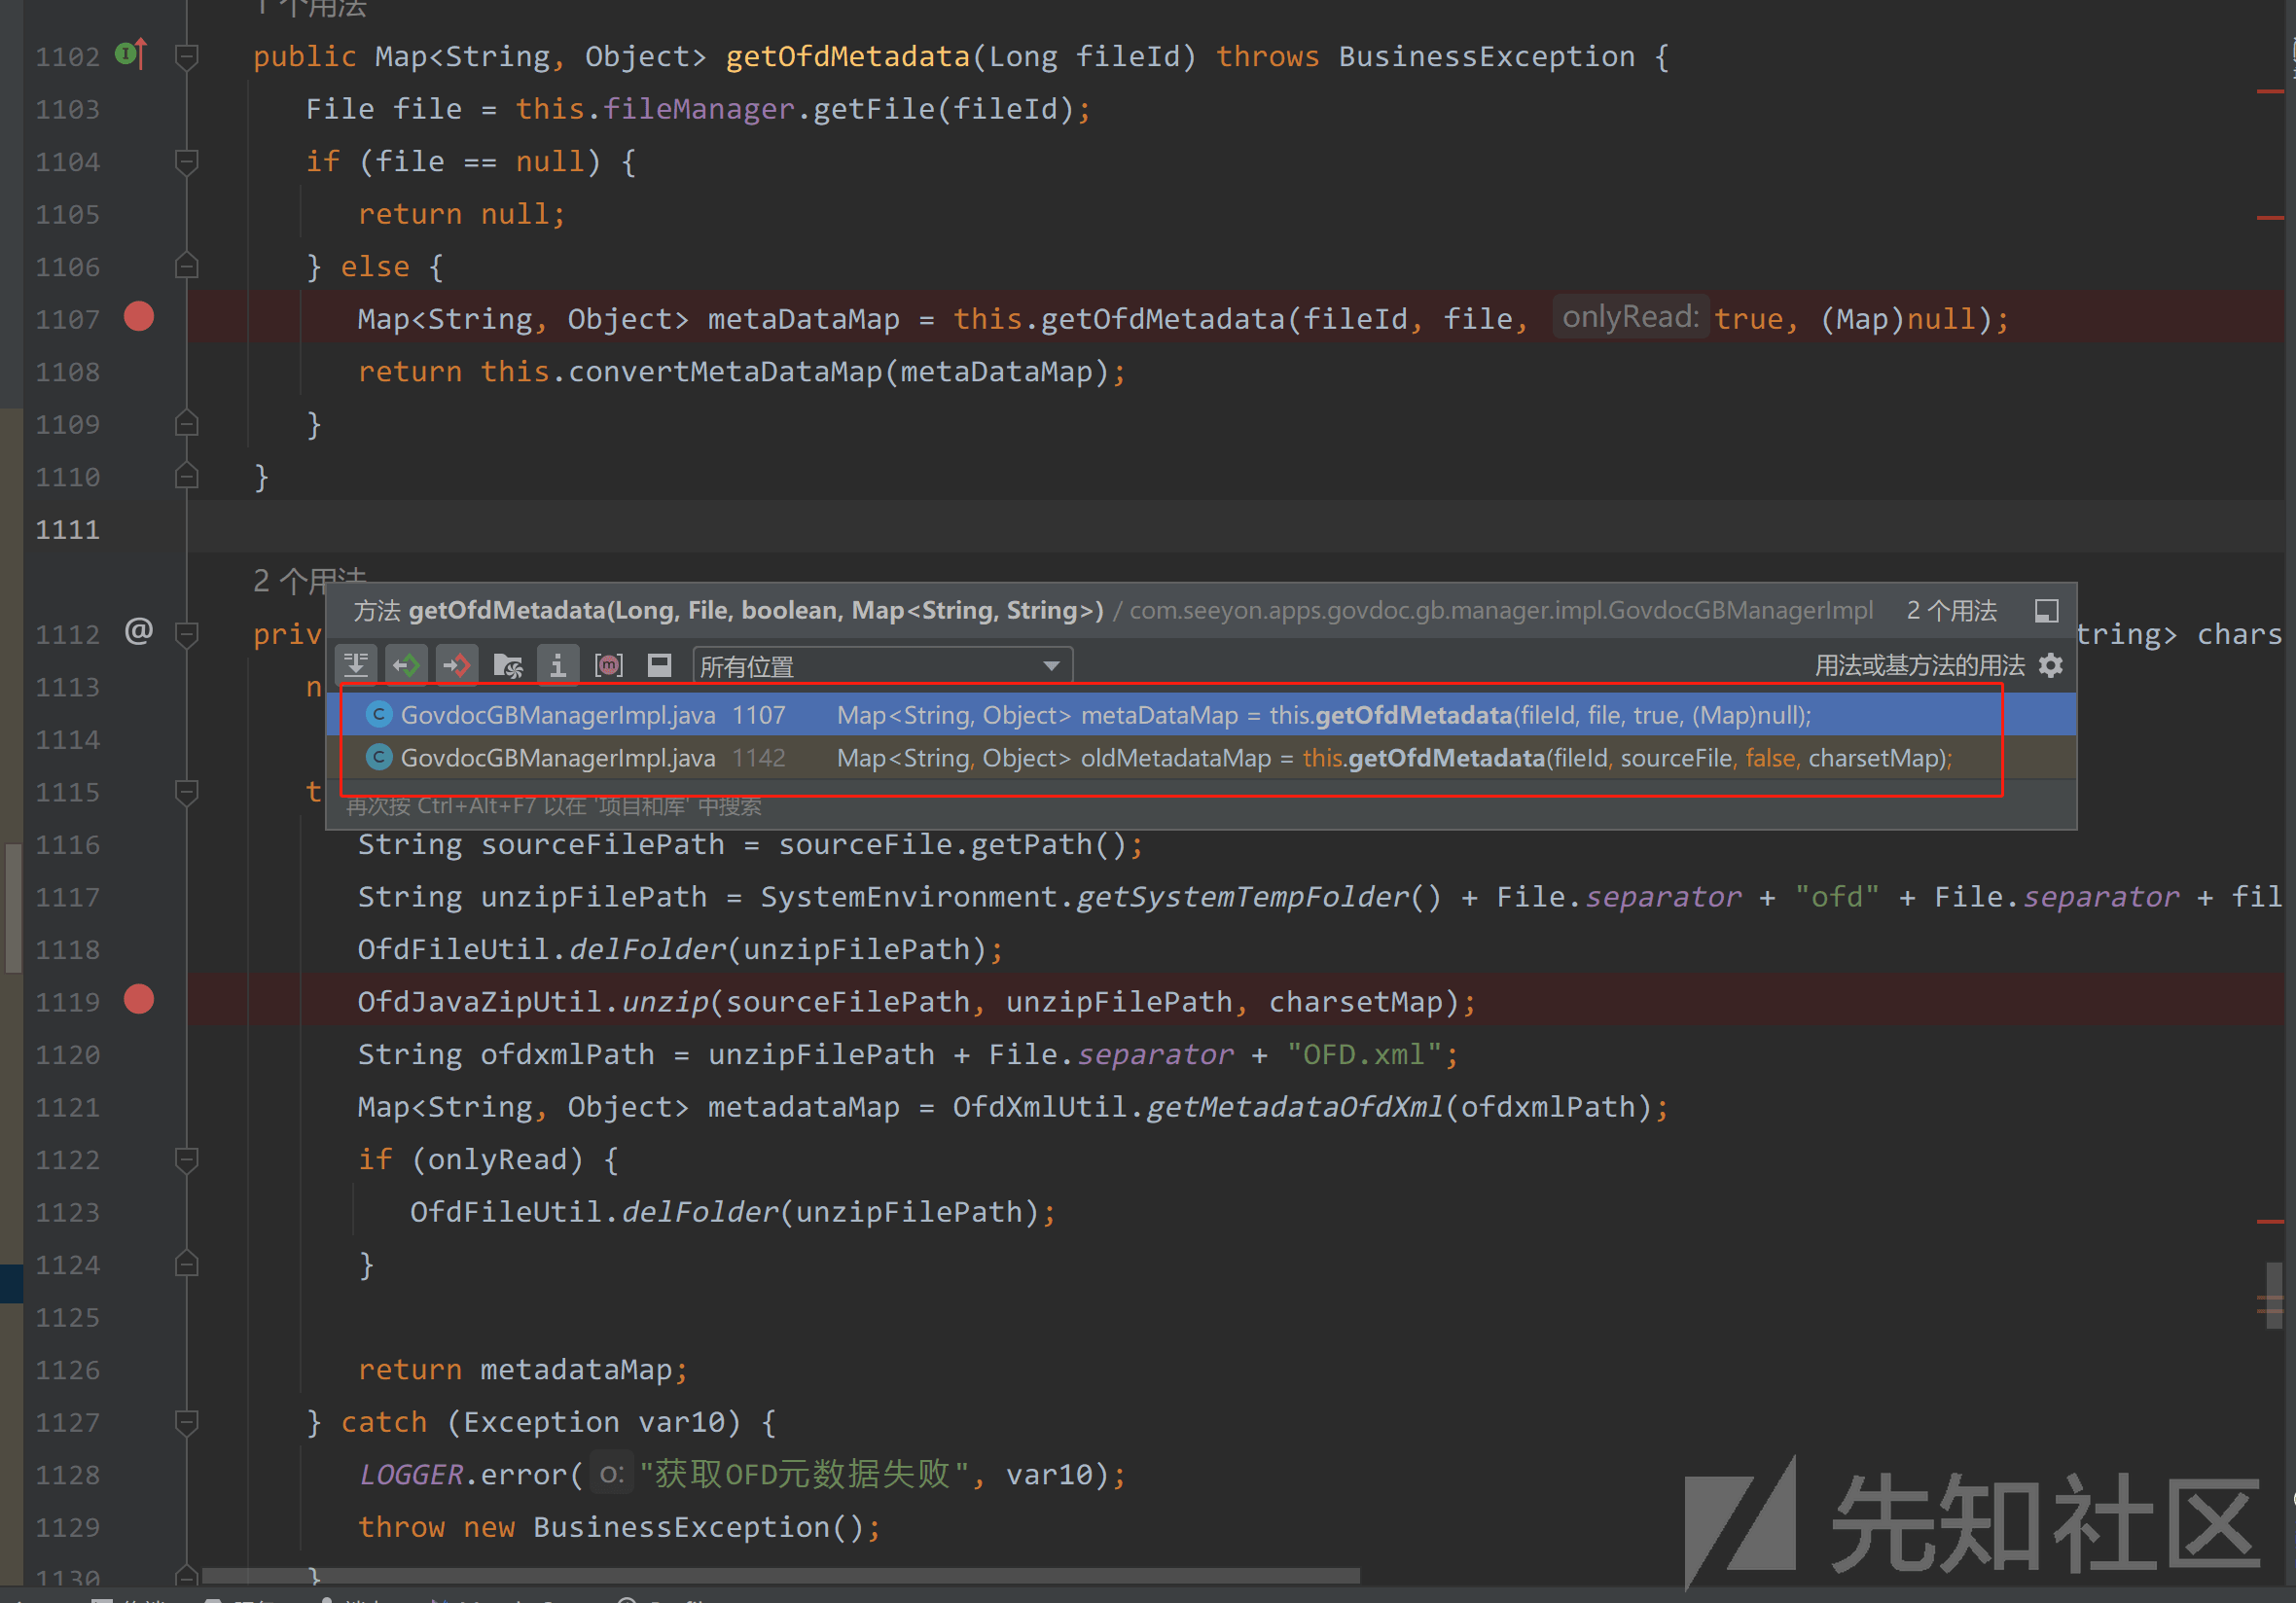 1 个用法
1102 public Map<String, Object> getOfdMetadata(Long fileId) throws BusinessException {
1103 File file = this.fileManager.getFile(fileId);
1104 if (file == null) {
1105 return null;
1106 } else {
1107 Map<String, Object> metaDataMap = this.getOfdMetadata(fileId, file, onlyRead: true, (Map)null);
1108 return this.convertMetaDataMap(metaDataMap);
1109 }
1110 }
1111
2 个用法
方法 getOfdMetadata(Long, File, boolean, Map<String, String>) / com.seeyon.apps.govdoc.gb.manager.impl.GovdocGBManagerImpl 2 个用法
1112 @ priv tring> chars
所有位置 用法或基方法的用法
1113 n
GovdocGBManagerImpl.java 1107 Map<String, Object> metaDataMap = this.getOfdMetadata(fileId, file, true, (Map)null);
1114
GovdocGBManagerImpl.java 1142 Map<String, Object> oldMetadataMap = this.getOfdMetadata(fileId, sourceFile, false, charsetMap);
1115 t
再次按 Ctrl+Alt+F7 以在 '项目和库' 中搜索
1116 String sourceFilePath = sourceFile.getPath();
1117 String unzipFilePath = SystemEnvironment.getSystemTempFolder() + File.separator + "ofd" + File.separator + fil
1118 OfdFileUtil.delFolder(unzipFilePath);
1119 OfdJavaZipUtil.unzip(sourceFilePath, unzipFilePath, charsetMap);
1120 String ofdxmlPath = unzipFilePath + File.separator + "OFD.xml";
1121 Map<String, Object> metadataMap = OfdXmlUtil.getMetadataOfdXml(ofdxmlPath);
1122 if (onlyRead) {
1123 OfdFileUtil.delFolder(unzipFilePath);
1124 }
1125
1126 return metadataMap;
1127 } catch (Exception var10) {
1128 LOGGER.error( o: "获取OFD元数据失败", var10);
1129 throw new BusinessException();
1130 }
先知社区